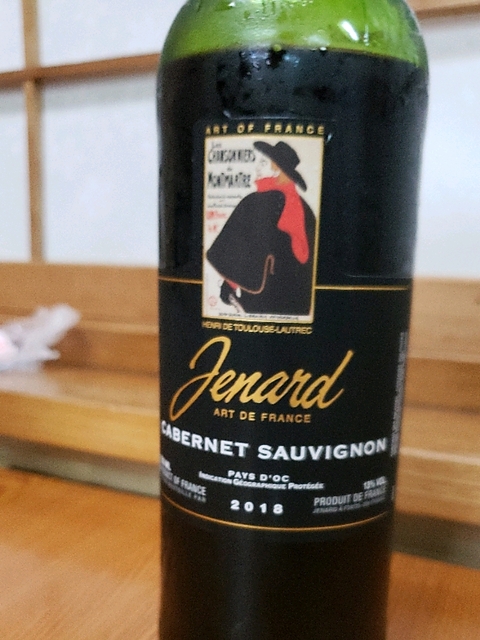 ART OF FRANCE
Les
CHANSONNIERS
de
MONTMARTRE
HENRI DE TOULOUSE-LAUTREC
Jenard
ART DE FRANCE
CABERNET SAUVIGNON
PAYS D'OC
INDICATION GÉOGRAPHIQUE PROTÉGÉE
OF FRANCE
13% VOL.
PRODUIT DE FRANCE
2018